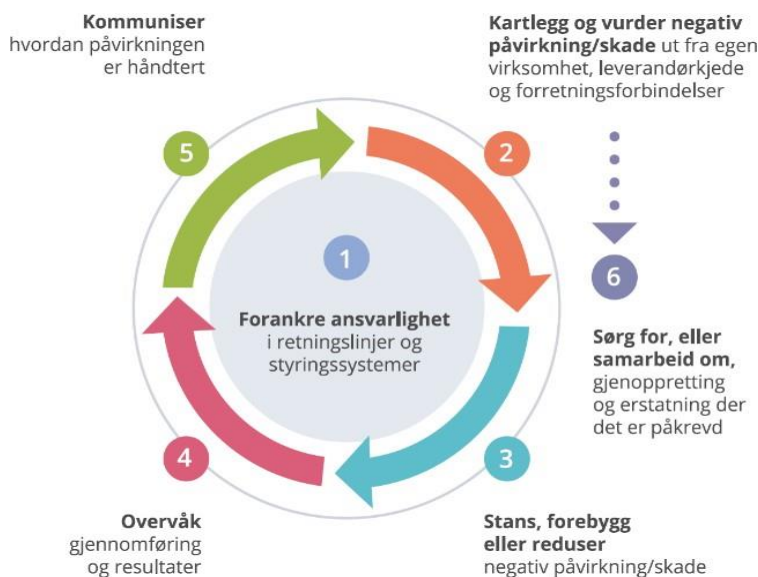 Kommuniser
hvordan påvirkningen
er håndtert
Kartlegg og vurder negativ
påvirkning/skade ut fra egen
virksomhet, leverandørkjede
og forretningsforbindelser
5
2
1
Forankre ansvarlighet
i retningslinjer og
styringssystemer
6
Sørg for, eller
samarbeid om,
gjenoppretting
og erstatning der
det er påkrevd
4
3
Overvåk
gjennomføring
og resultater
Stans, forebygg
eller reduser
negativ påvirkning/skade